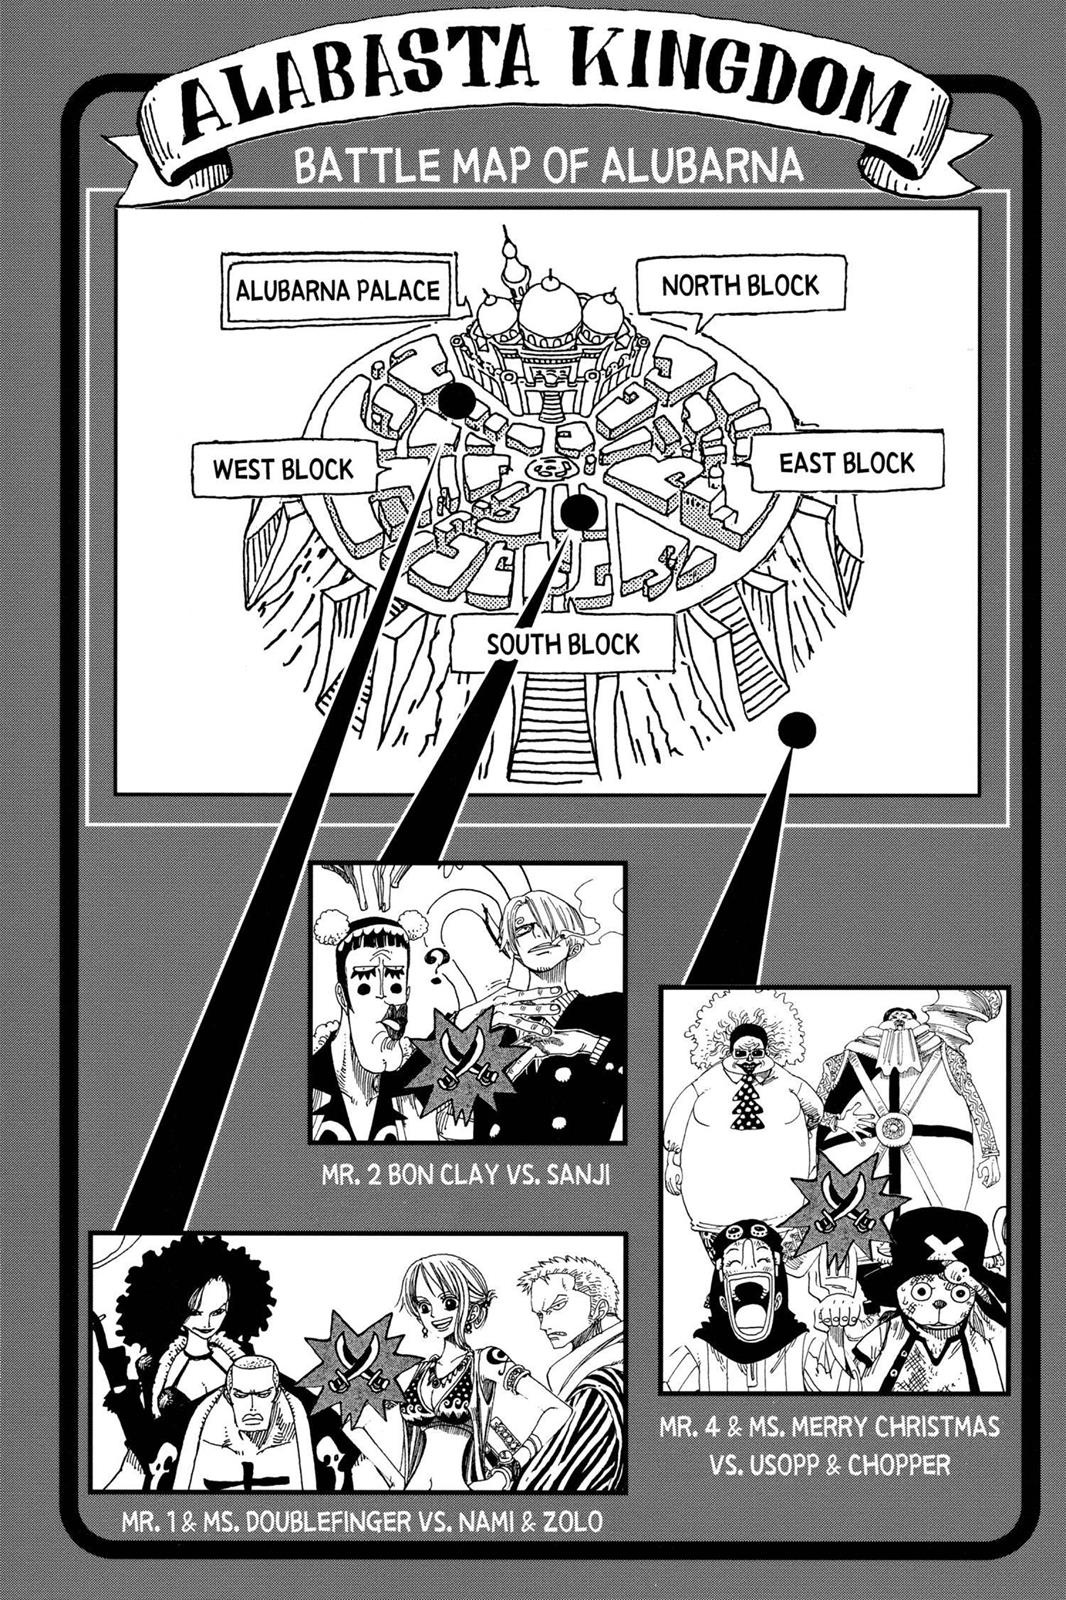 ALABASTA KINGDOM
BATTLE MAP OF ALUBARNA
ALUBARNA PALACE
NORTH BLOCK
WEST BLOCK
EAST BLOCK
SOUTH BLOCK
?
MR. 2 BON CLAY VS. SANJI
MR. 4 & MS. MERRY CHRISTMAS
VS. USOPP & CHOPPER
MR. 1 & MS. DOUBLEFINGER VS. NAMI & ZOLO